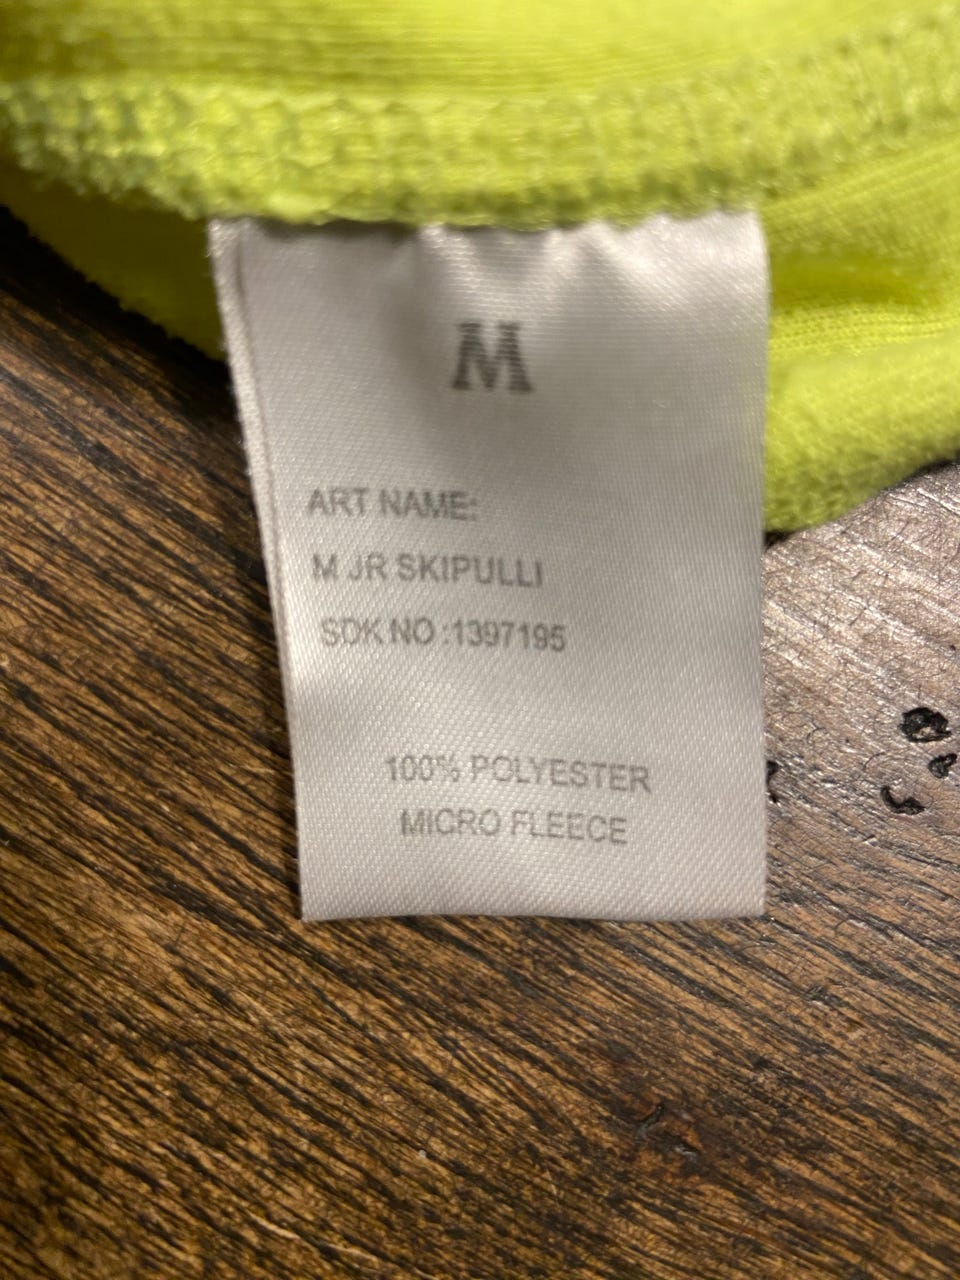 M
ART NAME:
M JR SKIPULLI
SDK NO :1397195
100% POLYESTER
MICRO FLEECE